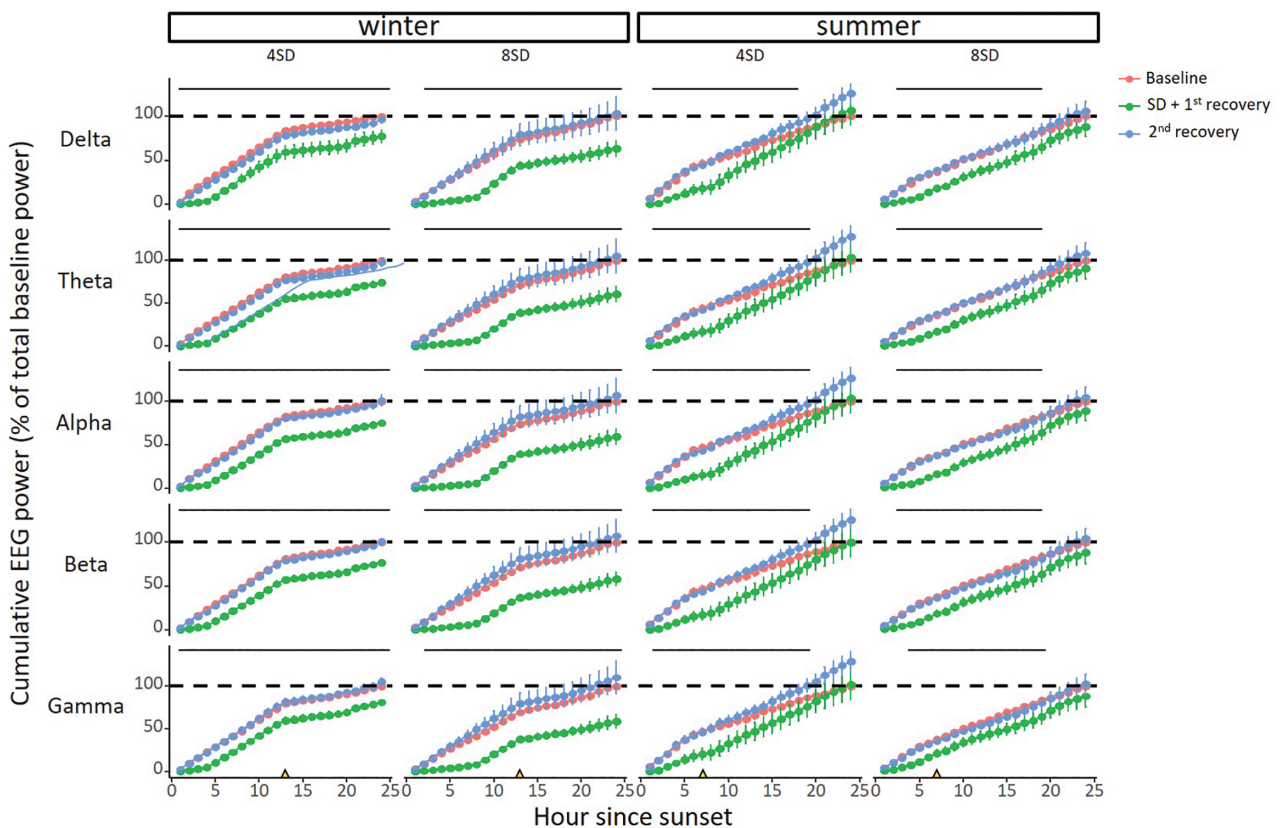 winter summer
4SD 8SD 4SD 8SD
Baseline
SD + 1st recovery
2nd recovery
Cumulative EEG power (% of total baseline power)
Delta
100
50
0
Theta
100
50
0
Alpha
100
50
0
Beta
100
50
0
Gamma
100
50
0
0 5 10 15 20 25 0 5 10 15 20 25 0 5 10 15 20 25 0 5 10 15 20 25
Hour since sunset